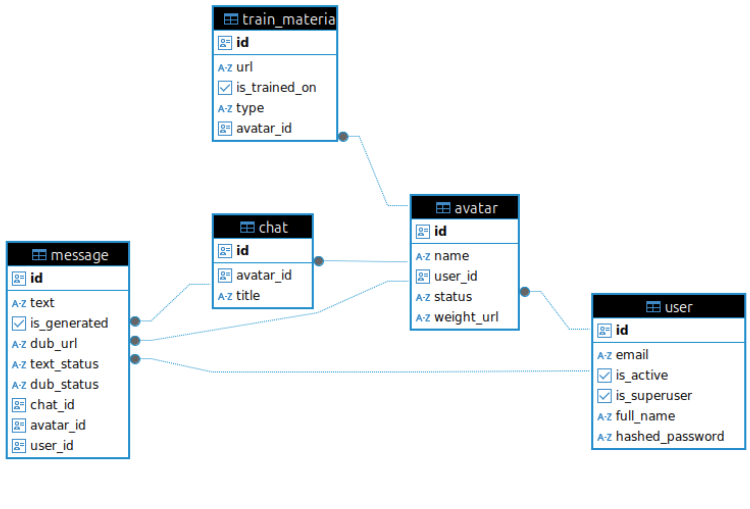 train_materia
id
url
is_trained_on
type
avatar_id
chat
id
avatar_id
title
avatar
id
name
user_id
status
weight_url
message
id
text
is_generated
dub_url
text_status
dub_status
chat_id
avatar_id
user_id
user
id
email
is_active
is_superuser
full_name
hashed_password